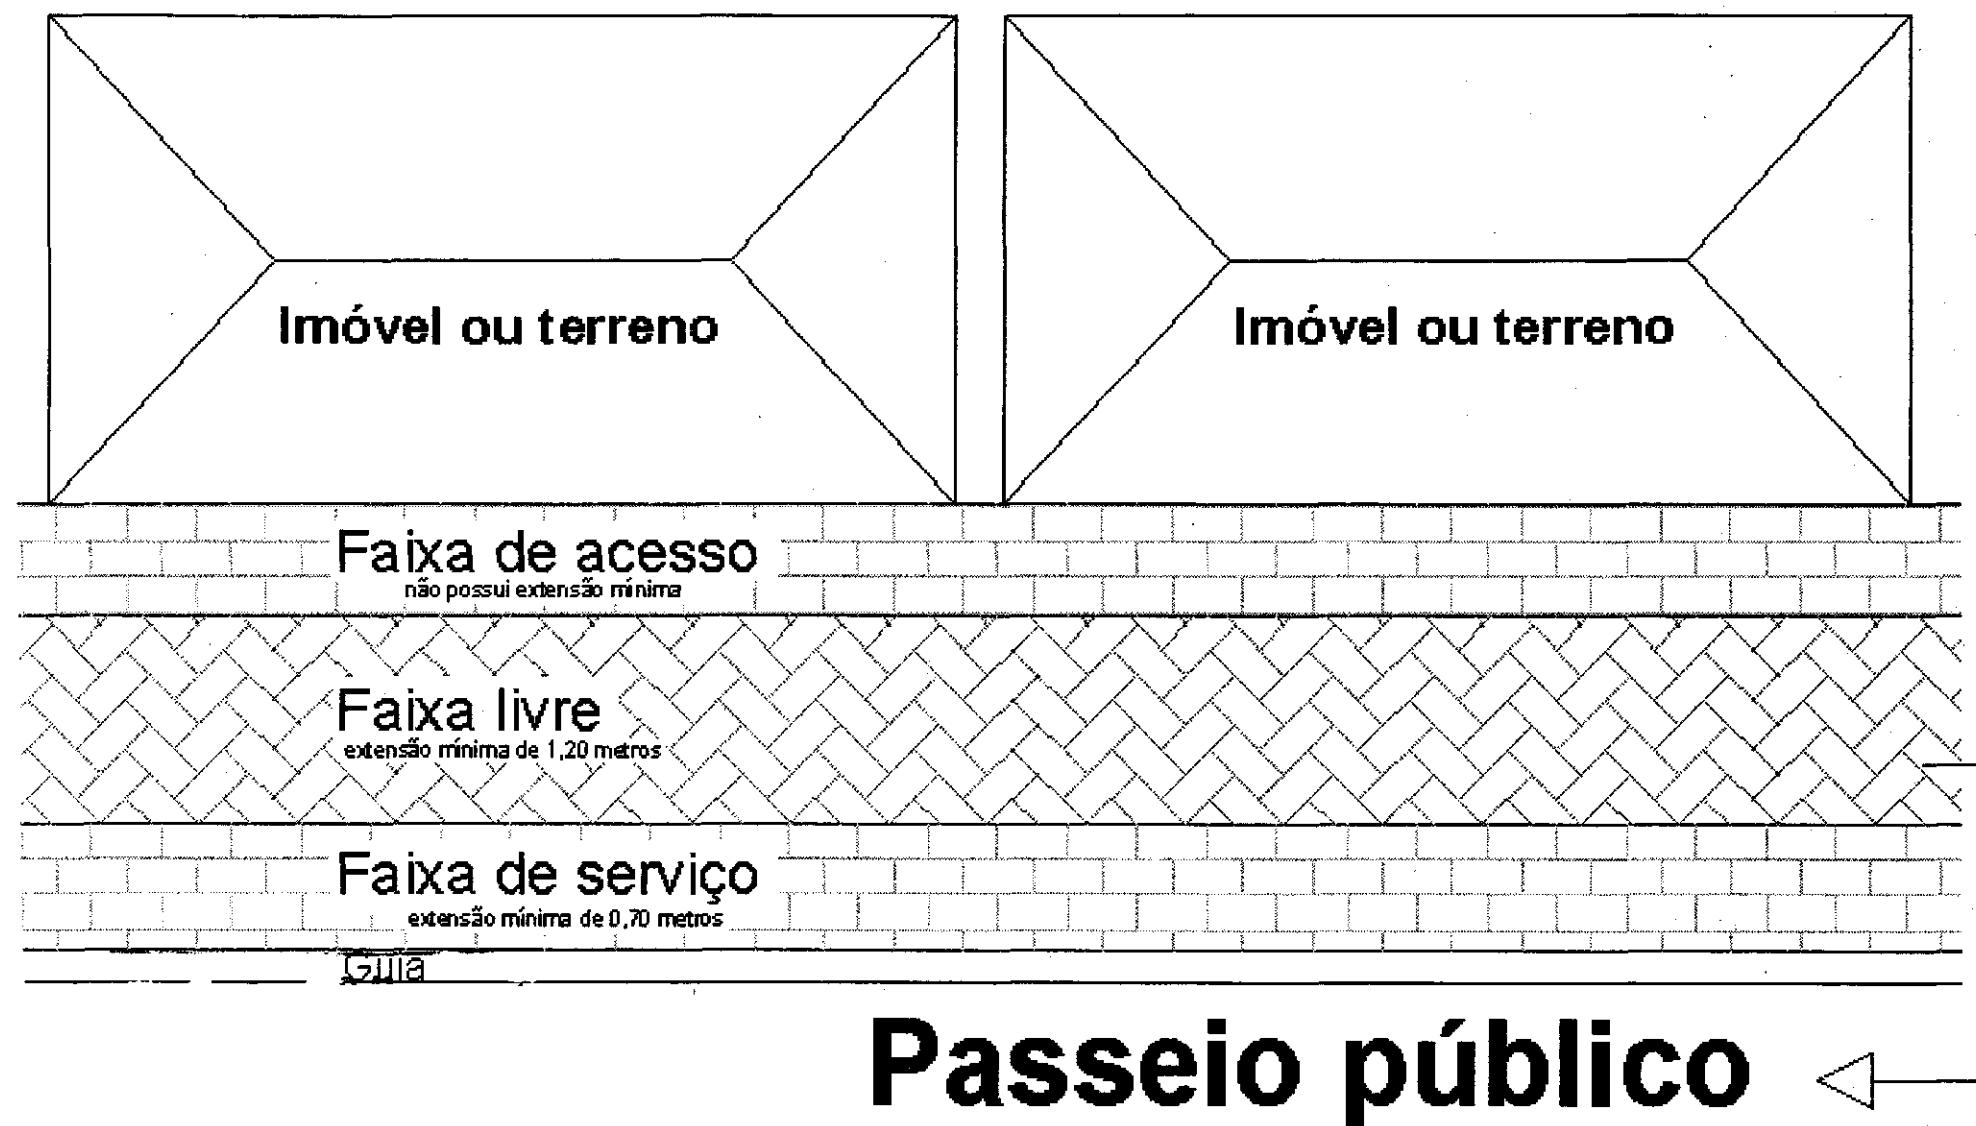 Imóvel ou terreno
Imóvel ou terreno
Faixa de acesso
não possui extensão mínima
Faixa livre
extensão mínima de 1,20 metros
Faixa de serviço
extensão mínima de 0,70 metros
Guia
Passeio público